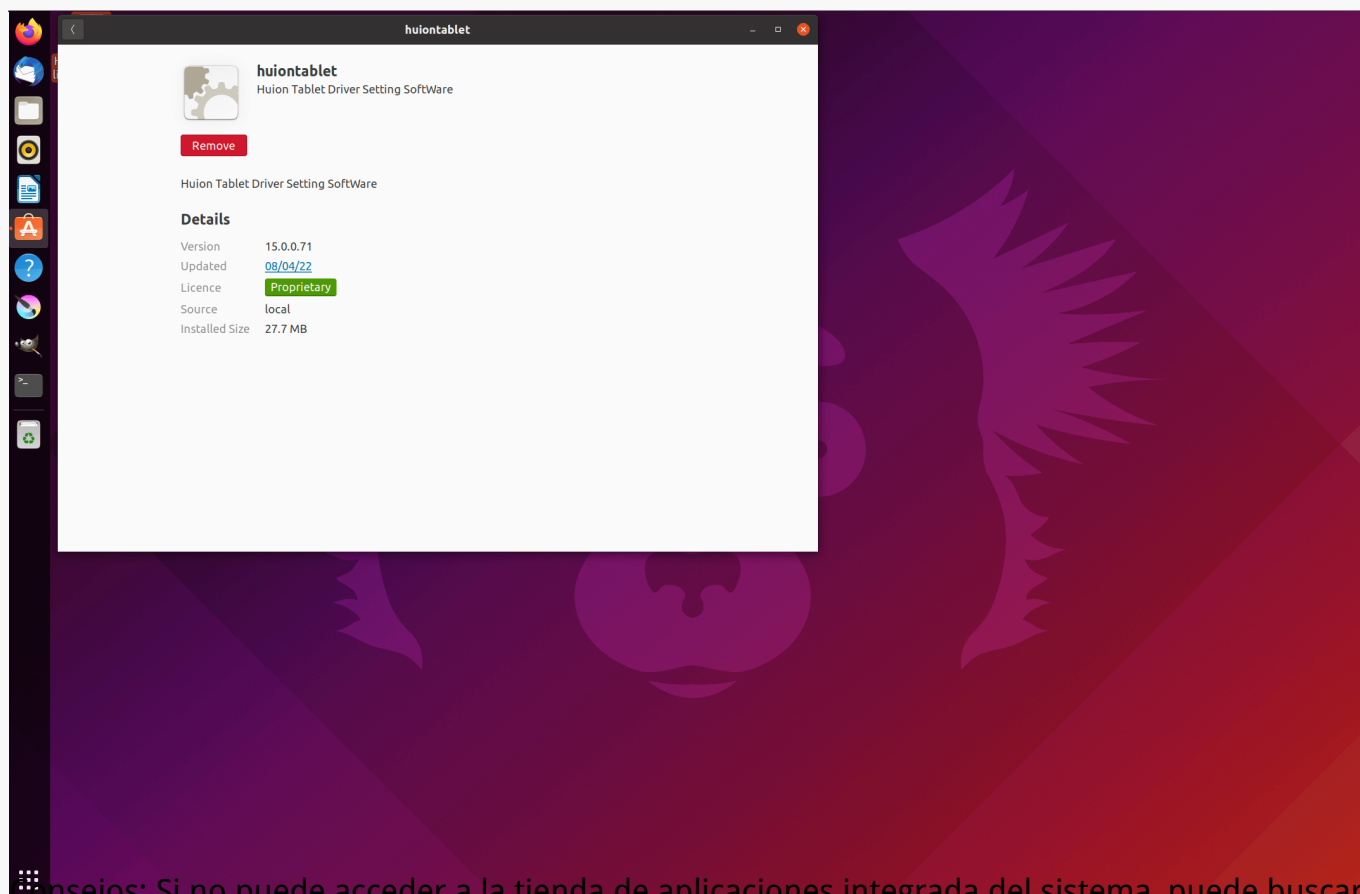 huiontablet
huiontablet
Huion Tablet Driver Setting SoftWare
Remove
Huion Tablet Driver Setting SoftWare
Details
Version 15.0.0.71
Updated 08/04/22
Licence Proprietary
Source local
Installed Size 27.7 MB
Si no puede acceder a la tienda de aplicaciones integrada del sistema, puede buscar